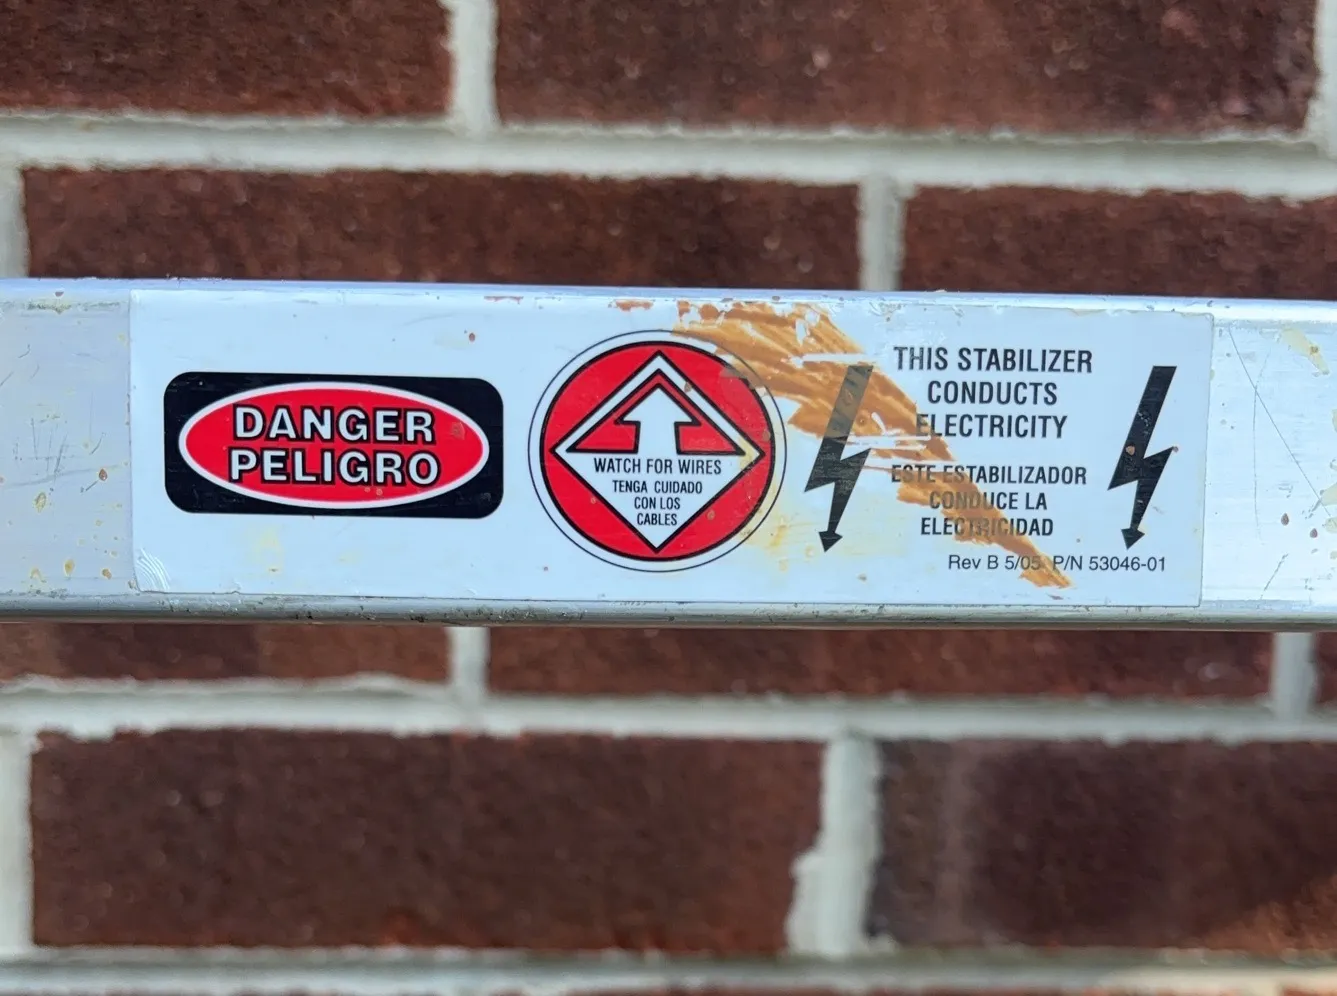 DANGER
PELIGRO
WATCH FOR WIRES
TENGA CUIDADO
CON LOS
CABLES
THIS STABILIZER
CONDUCTS
ELECTRICITY
ESTE ESTABILIZADOR
CONDUCE LA
ELECTRICIDAD
Rev B 5/05 P/N 53046-01